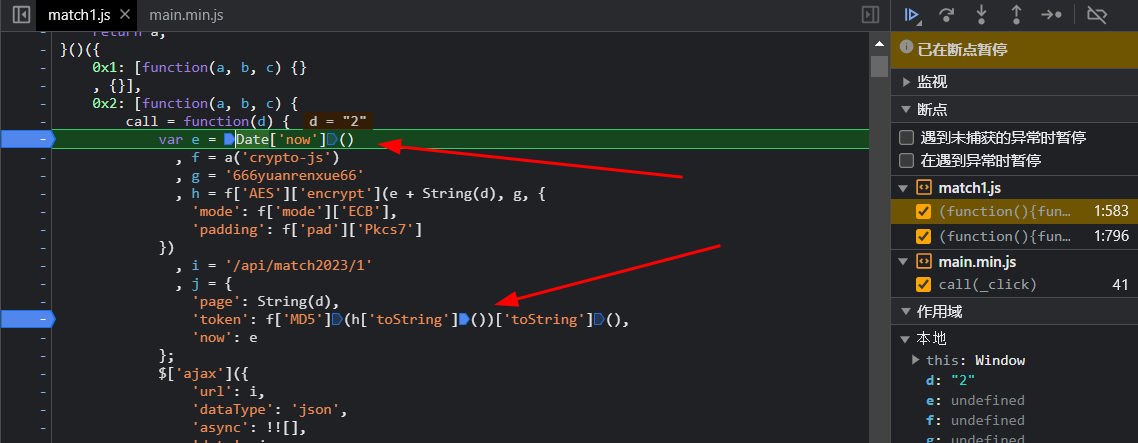 match1.js × main.min.js
return a,
}()({
0x1: [function(a, b, c) {}
, {}],
0x2: [function(a, b, c) {
call = function(d) { d = "2"
var e = Date['now']()
, f = a('crypto-js')
, g = '666yuanrenxue66'
, h = f['AES']['encrypt'](e + String(d), g, {
'mode': f['mode']['ECB'],
'padding': f['pad']['Pkcs7']
})
, i = '/api/match2023/1'
, j = {
'page': String(d),
'token': f['MD5'](h['toString']())['toString'](),
'now': e
};
$['ajax']({
'url': i,
'dataType': 'json',
'async': !![],
已在断点暂停
监视
断点
遇到未捕获的异常时暂停
在遇到异常时暂停
match1.js
(function(){fun… 1:583
(function(){fun… 1:796
main.min.js
call(_click) 41
作用域
本地
this: Window
d: "2"
e: undefined
f: undefined
g: undefined